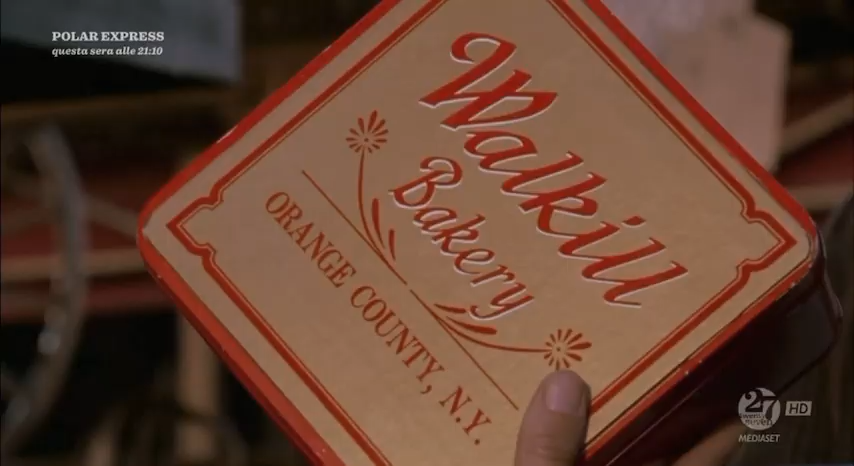 POLAR EXPRESS
questa sera alle 21:10
Walkill
Bakery
ORANGE COUNTY, N.Y.
27
HD
MEDIASET